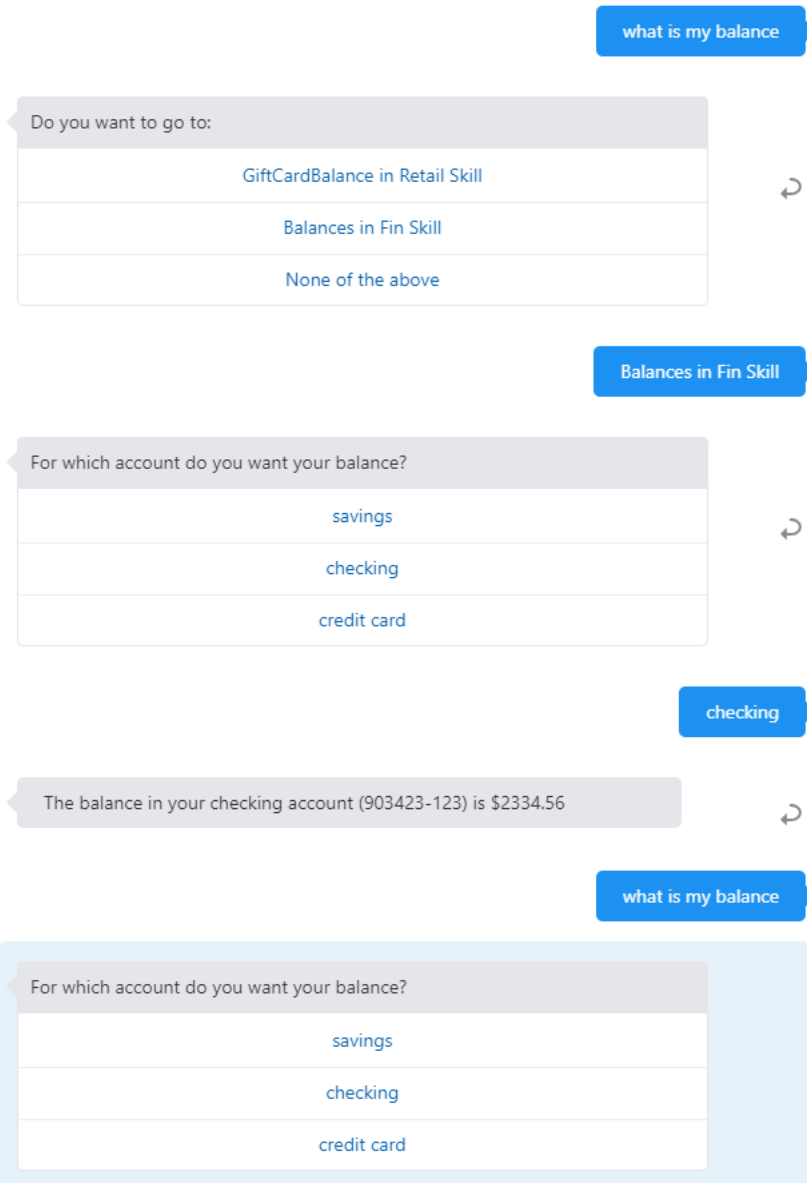 what is my balance
Do you want to go to:
GiftCardBalance in Retail Skill
Balances in Fin Skill
None of the above
Balances in Fin Skill
For which account do you want your balance?
savings
checking
credit card
checking
The balance in your checking account (903423-123) is $2334.56
what is my balance
For which account do you want your balance?
savings
checking
credit card